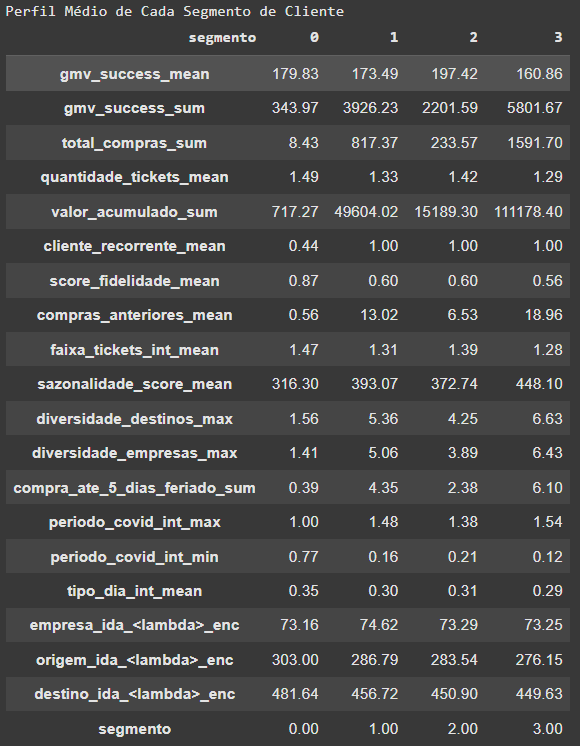 Perfil Médio de Cada Segmento de Cliente
segmento 0 1 2 3
gmv_success_mean 179.83 173.49 197.42 160.86
gmv_success_sum 343.97 3926.23 2201.59 5801.67
total_compras_sum 8.43 817.37 233.57 1591.70
quantidade_tickets_mean 1.49 1.33 1.42 1.29
valor_acumulado_sum 717.27 49604.02 15189.30 111178.40
cliente_recorrente_mean 0.44 1.00 1.00 1.00
score_fidelidade_mean 0.87 0.60 0.60 0.56
compras_anteriores_mean 0.56 13.02 6.53 18.96
faixa_tickets_int_mean 1.47 1.31 1.39 1.28
sazonalidade_score_mean 316.30 393.07 372.74 448.10
diversidade_destinos_max 1.56 5.36 4.25 6.63
diversidade_empresas_max 1.41 5.06 3.89 6.43
compra_ate_5_dias_feriado_sum 0.39 4.35 2.38 6.10
periodo_covid_int_max 1.00 1.48 1.38 1.54
periodo_covid_int_min 0.77 0.16 0.21 0.12
tipo_dia_int_mean 0.35 0.30 0.31 0.29
empresa_ida_<lambda>_enc 73.16 74.62 73.29 73.25
origem_ida_<lambda>_enc 303.00 286.79 283.54 276.15
destino_ida_<lambda>_enc 481.64 456.72 450.90 449.63
segmento 0.00 1.00 2.00 3.00